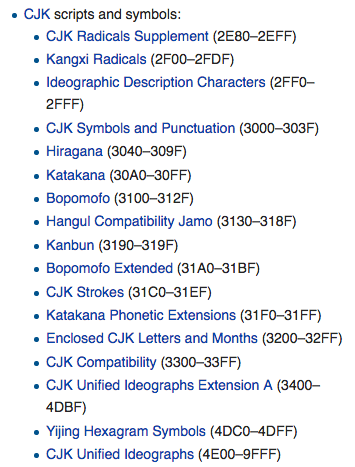 CJK scripts and symbols:
CJK Radicals Supplement (2E80–2EFF)
Kangxi Radicals (2F00–2FDF)
Ideographic Description Characters (2FF0–
2FFF)
CJK Symbols and Punctuation (3000–303F)
Hiragana (3040–309F)
Katakana (30A0–30FF)
Bopomofo (3100–312F)
Hangul Compatibility Jamo (3130–318F)
Kanbun (3190–319F)
Bopomofo Extended (31A0–31BF)
CJK Strokes (31C0–31EF)
Katakana Phonetic Extensions (31F0–31FF)
Enclosed CJK Letters and Months (3200–32FF)
CJK Compatibility (3300–33FF)
CJK Unified Ideographs Extension A (3400–
4DBF)
Yijing Hexagram Symbols (4DC0–4DFF)
CJK Unified Ideographs (4E00–9FFF)